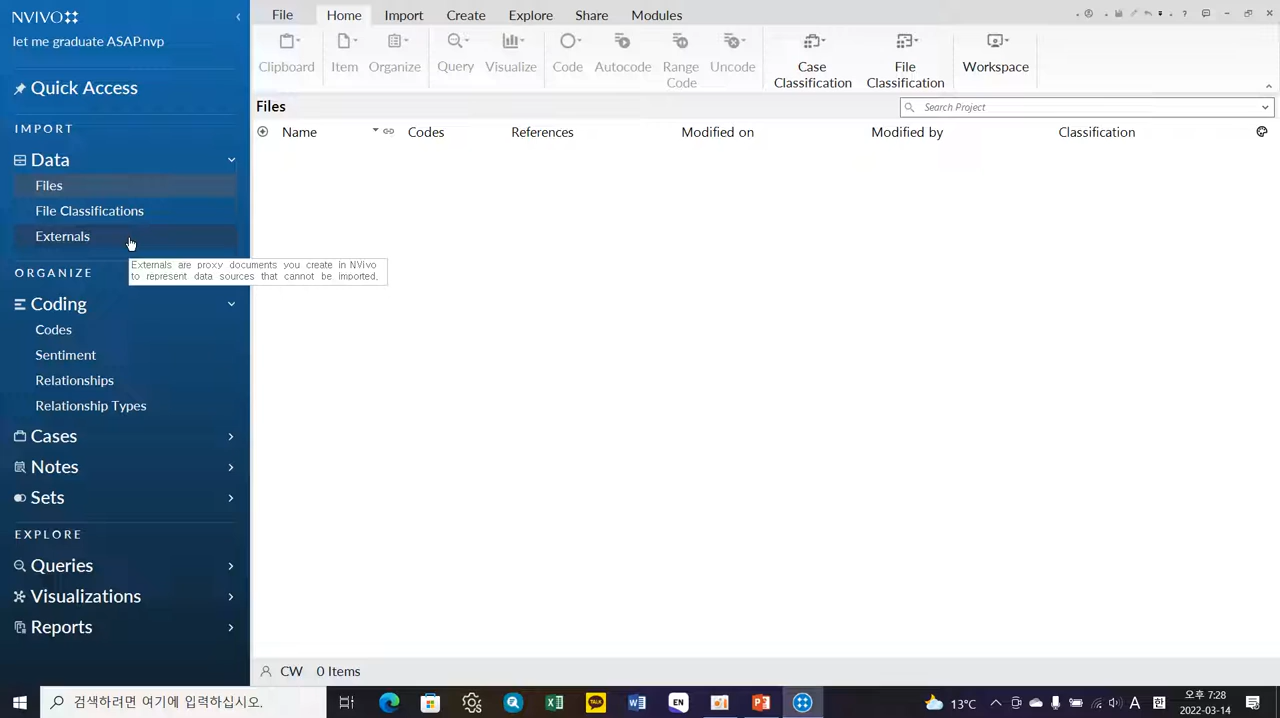 NVIVO
let me graduate ASAP.nvp
Quick Access
IMPORT
Data
Files
File Classifications
Externals
ORGANIZE
Coding
Codes
Sentiment
Relationships
Relationship Types
Cases
Notes
Sets
EXPLORE
Queries
Visualizations
Reports
File Home Import Create Explore Share Modules
Clipboard Item Organize Query Visualize Code Autocode Range Code Uncode Case Classification File Classification Workspace
Files
Search Project
Name Codes References Modified on Modified by Classification
Externals are proxy documents you create in NVivo
to represent data sources that cannot be imported.
CW 0 Items
검색하려면 여기에 입력하십시오.
TALK
EN
13°C
A
한
오후 7:28
2022-03-14